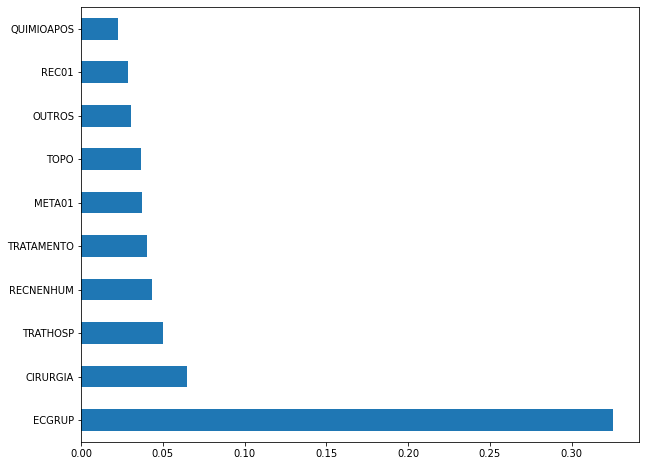 QUIMIOAPOS
REC01
OUTROS
TOPO
META01
TRATAMENTO
RECNENHUM
TRATHOSP
CIRURGIA
ECGRUP
0.00 0.05 0.10 0.15 0.20 0.25 0.30